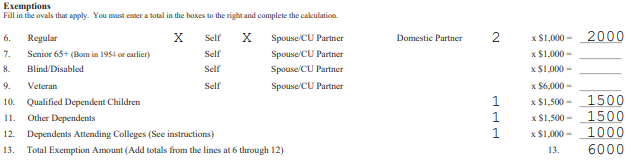 Exemptions
Fill in the ovals that apply. You must enter a total in the boxes to the right and complete the calculation.
6. Regular X Self X Spouse/CU Partner Domestic Partner 2 x $1,000 = 2000
7. Senior 65+ (Born in 1954 or earlier) Self Spouse/CU Partner x $1,000 =
8. Blind/Disabled Self Spouse/CU Partner x $1,000 =
9. Veteran Self Spouse/CU Partner x $6,000 =
10. Qualified Dependent Children 1 x $1,500 = 1500
11. Other Dependents 1 x $1,500 = 1500
12. Dependents Attending Colleges (See instructions) 1 x $1,000 = 1000
13. Total Exemption Amount (Add totals from the lines at 6 through 12) 13. 6000